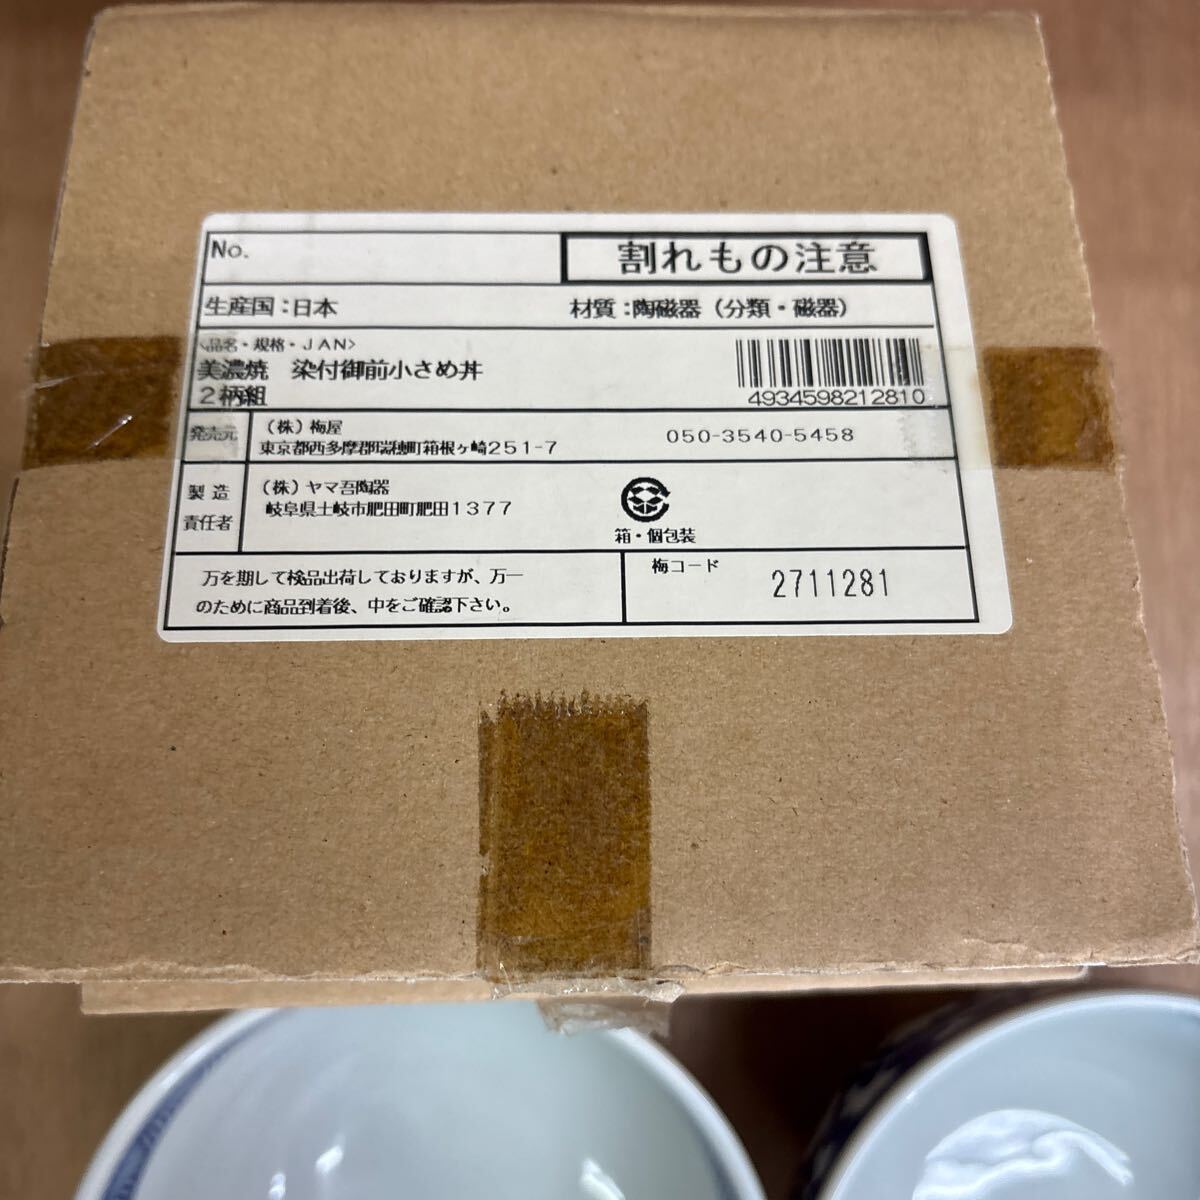 No.
割れもの注意
生産国：日本
材質：陶磁器（分類・磁器）
<品名・規格・JAN>
美濃焼 染付御前小さめ丼
２柄組
4934598212810
発売元
（株）梅屋
東京都西多摩郡瑞穂町箱根ヶ崎251-7
050-3540-5458
製造
責任者
（株）ヤマ吾陶器
岐阜県土岐市肥田町肥田1377
箱・個包装
万を期して検品出荷しておりますが、万一
のために商品到着後、中をご確認下さい。
梅コード
2711281